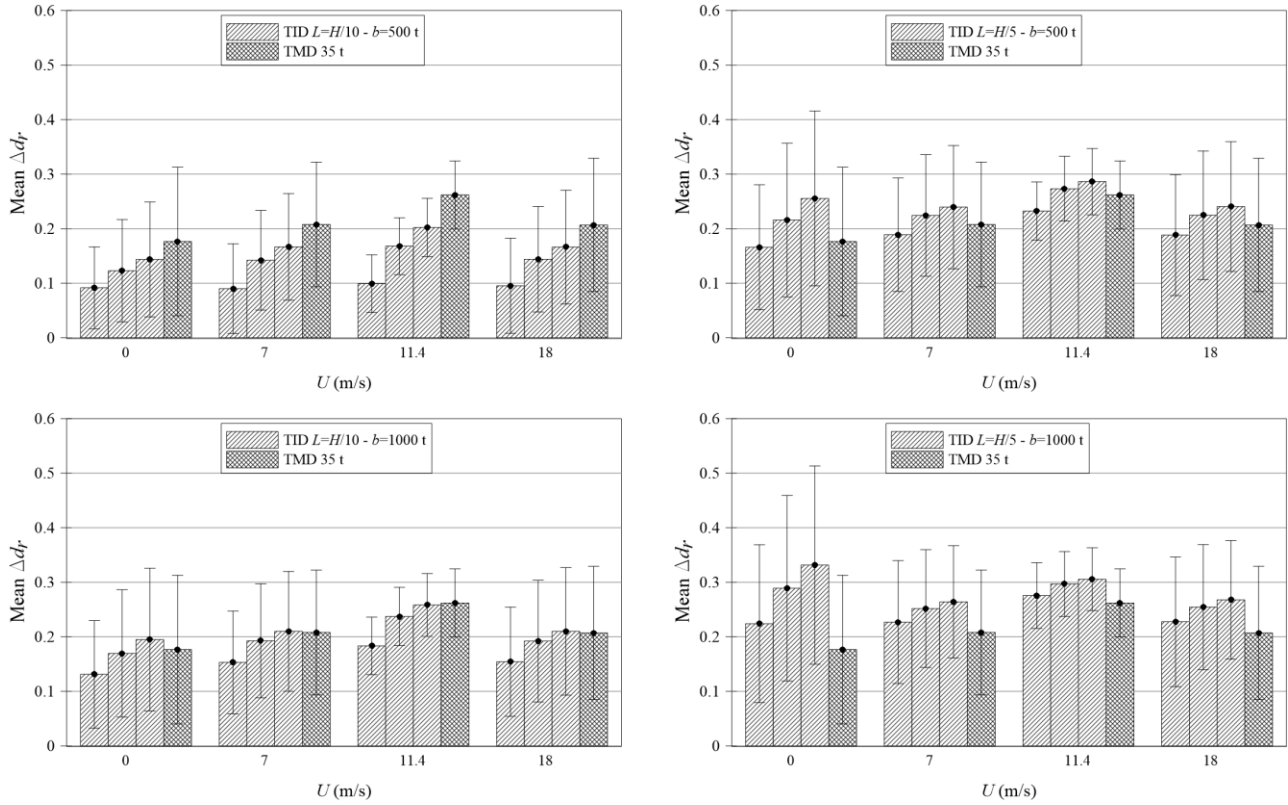 TID L=H/10 - b=500 t
TMD 35 t
0.6
0.5
0.4
0.3
0.2
0.1
0
Mean Δdr
0 7 11.4 18
U (m/s)
TID L=H/5 - b=500 t
TMD 35 t
0.6
0.5
0.4
0.3
0.2
0.1
0
Mean Δdr
0 7 11.4 18
U (m/s)
TID L=H/10 - b=1000 t
TMD 35 t
0.6
0.5
0.4
0.3
0.2
0.1
0
Mean Δdr
0 7 11.4 18
U (m/s)
TID L=H/5 - b=1000 t
TMD 35 t
0.6
0.5
0.4
0.3
0.2
0.1
0
Mean Δdr
0 7 11.4 18
U (m/s)